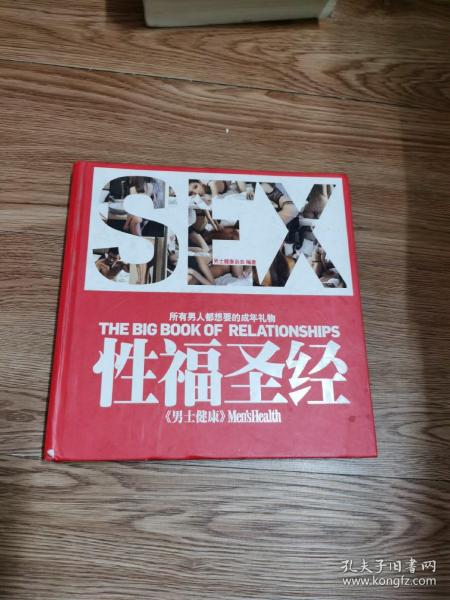 SEX
男士健康杂志 编著
所有男人都想要的成年礼物
THE BIG BOOK OF RELATIONSHIPS
性福圣经
《男士健康》Men'sHealth
孔夫子旧书网
www.kongfz.com